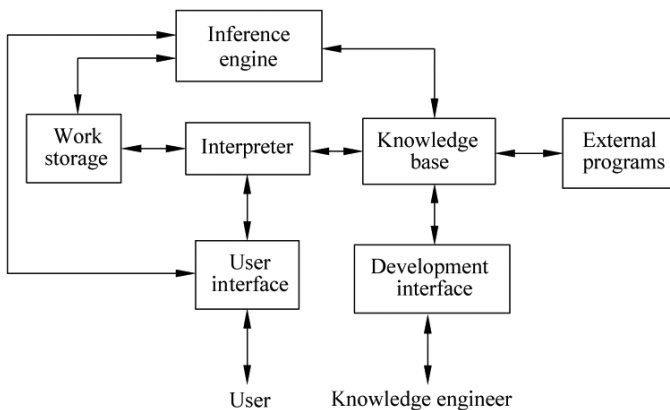 Inference
engine
Work
storage
Interpreter
Knowledge
base
External
programs
User
interface
Development
interface
User
Knowledge engineer